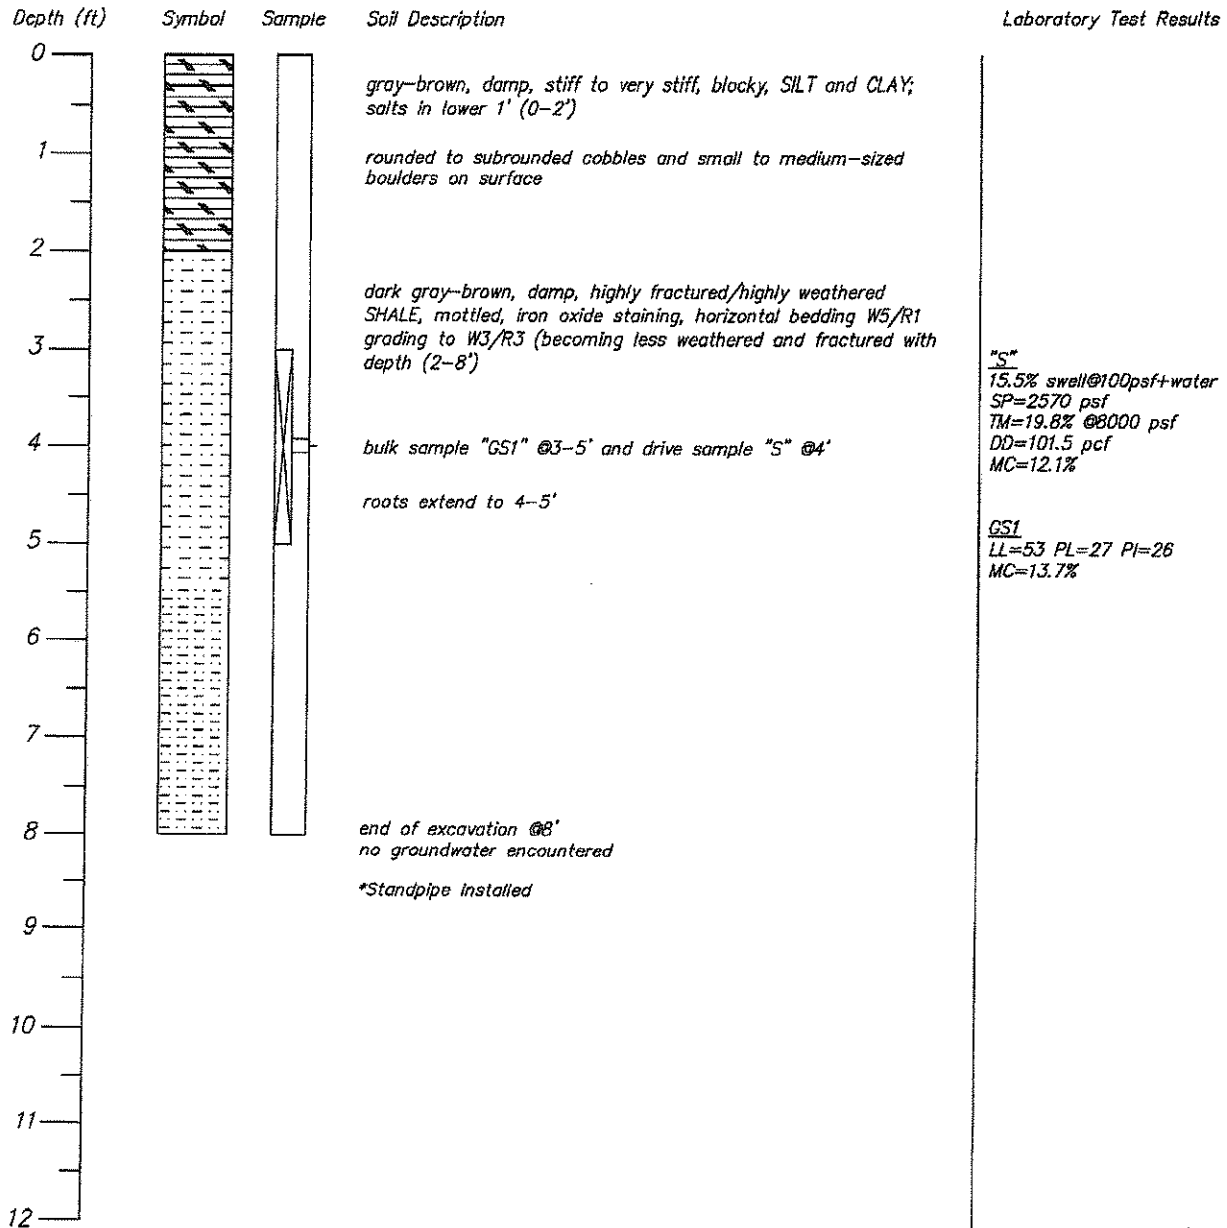 Depth (ft) Symbol Sample Soil Description Laboratory Test Results
0
gray-brown, damp, stiff to very stiff, blocky, SILT and CLAY;
salts in lower 1' (0-2')
1
rounded to subrounded cobbles and small to medium-sized
boulders on surface
2
dark gray-brown, damp, highly fractured/highly weathered
SHALE, mottled, iron oxide staining, horizontal bedding W5/R1
grading to W3/R3 (becoming less weathered and fractured with
depth (2-8')
3
"S"
15.5% swell@100psf+water
SP=2570 psf
TM=19.8% @8000 psf
DD=101.5 pcf
MC=12.1%
4
bulk sample "GS1" @3-5' and drive sample "S" @4'
roots extend to 4-5'
5
GS1
LL=53 PL=27 PI=26
MC=13.7%
6
7
8
end of excavation @8'
no groundwater encountered
*Standpipe installed
9
10
11
12